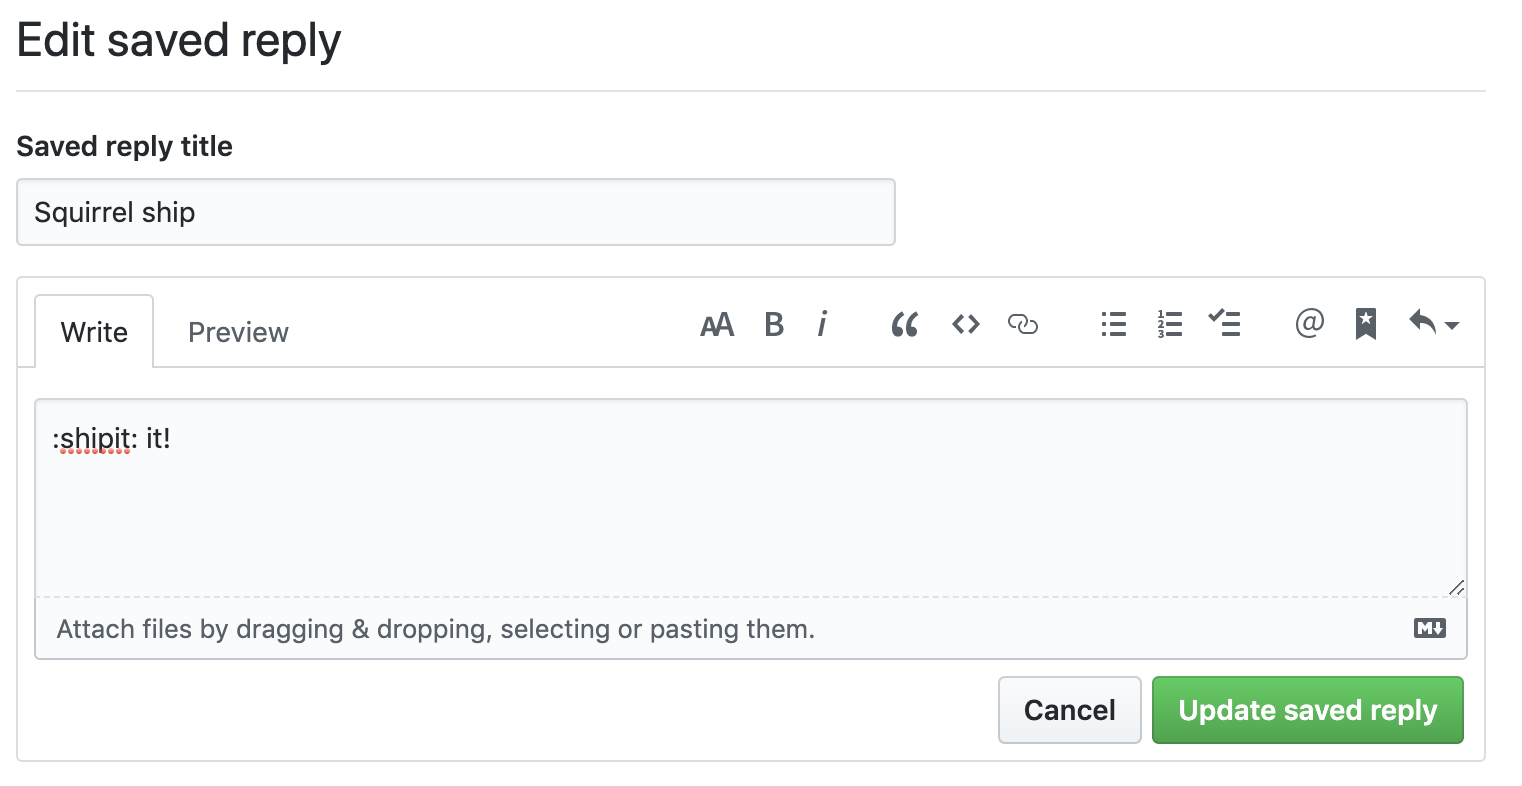 Edit saved reply
Saved reply title
Squirrel ship
Write Preview AA B i @
:shipit: it!
Attach files by dragging & dropping, selecting or pasting them. M
Cancel Update saved reply